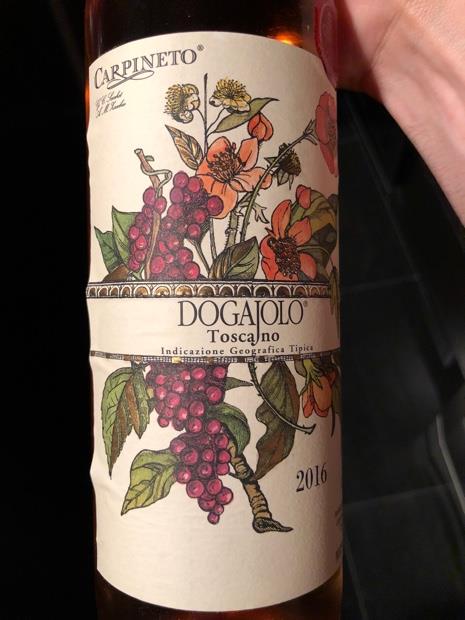 CARPINETO®
DOGAJOLO®
Toscano
Indicazione Geografica Tipica
2016